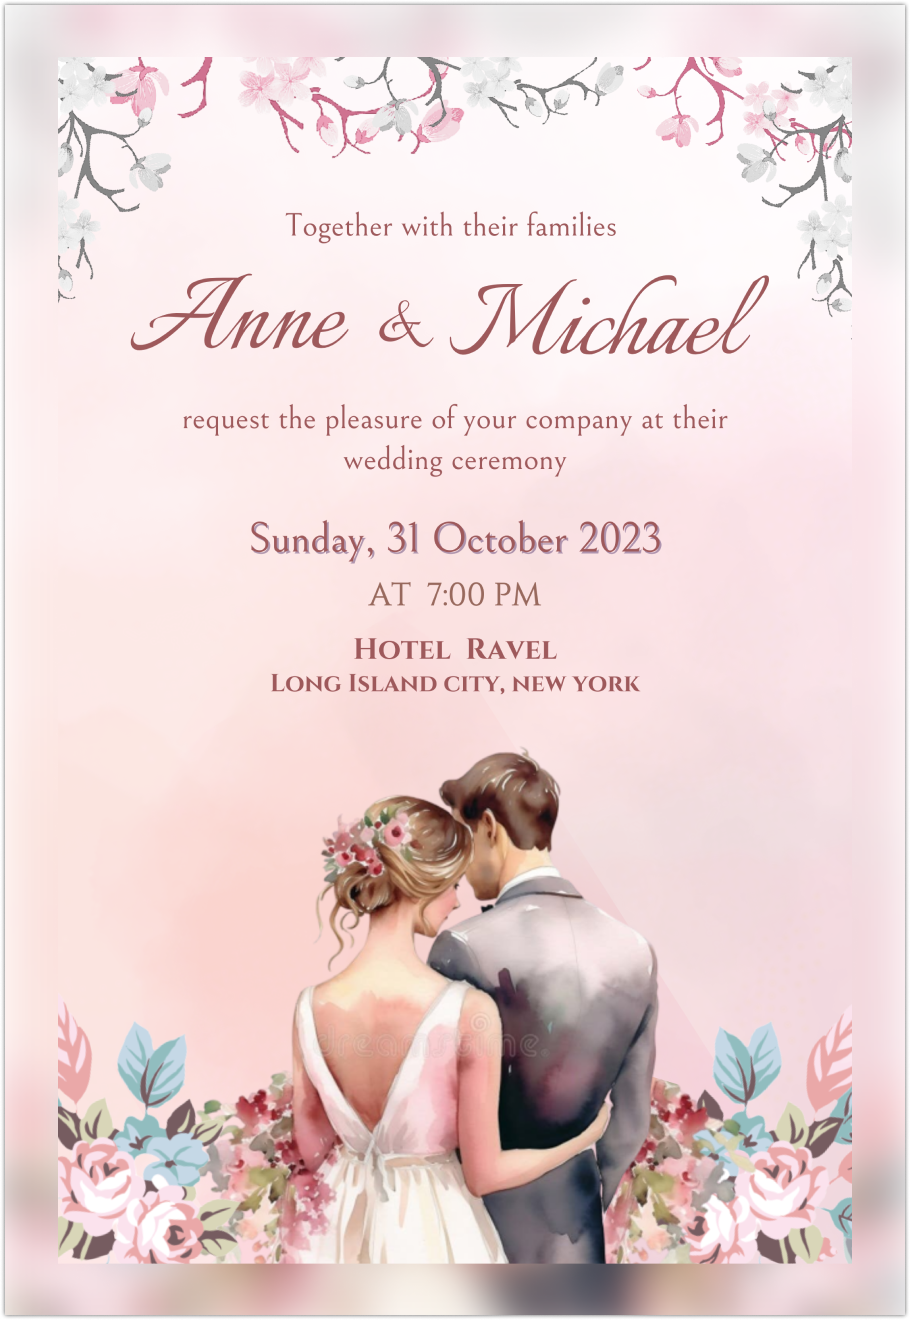 Together with their families
Anne & Michael
request the pleasure of your company at their
wedding ceremony
Sunday, 31 October 2023
AT 7:00 PM
HOTEL RAVEL
LONG ISLAND CITY, NEW YORK
dreamstime.